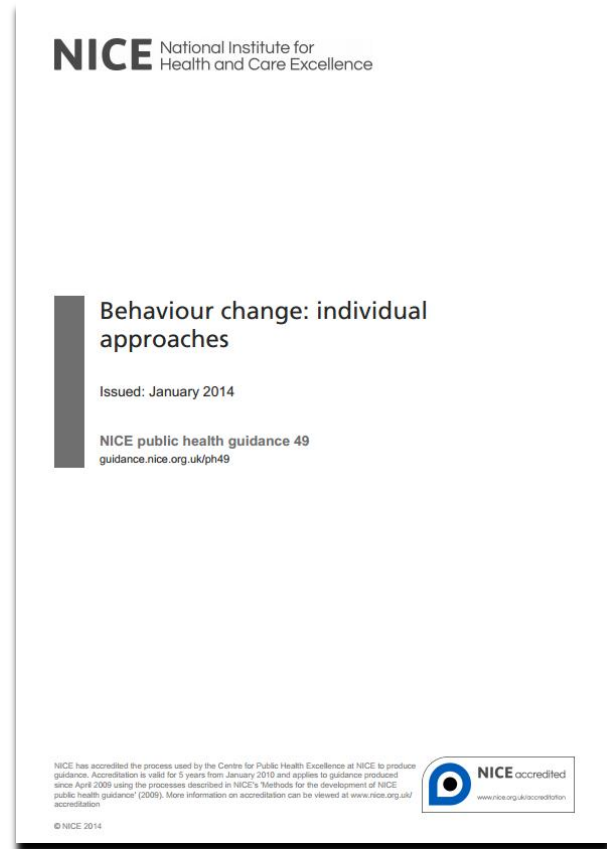 NICE National Institute for
Health and Care Excellence
Behaviour change: individual
approaches
Issued: January 2014
NICE public health guidance 49
guidance.nice.org.uk/ph49
NICE has accredited the process used by the Centre for Public Health Excellence at NICE to produce
guidance. Accreditation is valid for 5 years from January 2010 and applies to guidance produced
since April 2009 using the processes described in NICE's 'Methods for the development of NICE
public health guidance' (2009). More information on accreditation can be viewed at www.nice.org.uk/
accreditation
NICE accredited
www.nice.org.uk/accreditation
© NICE 2014